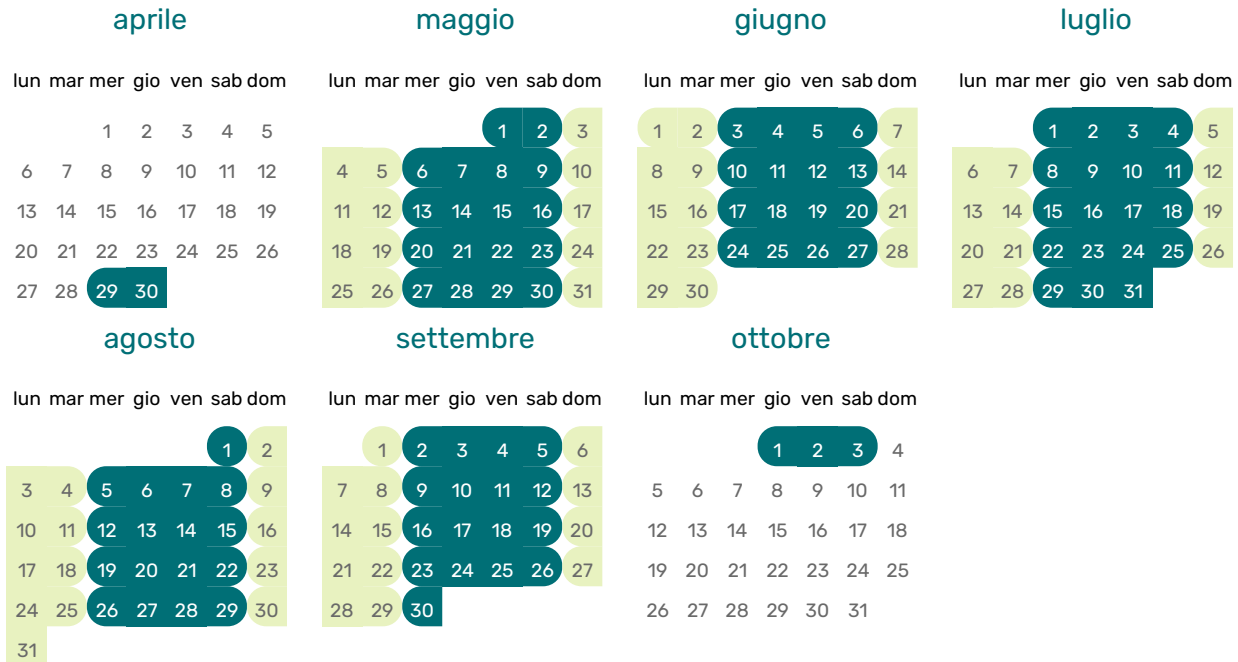 aprile maggio giugno luglio
lun mar mer gio ven sab dom lun mar mer gio ven sab dom lun mar mer gio ven sab dom lun mar mer gio ven sab dom
1 2 3 4 5 1 2 3 1 2 3 4 5 6 7 1 2 3 4 5
6 7 8 9 10 11 12 4 5 6 7 8 9 10 8 9 10 11 12 13 14 6 7 8 9 10 11 12
13 14 15 16 17 18 19 11 12 13 14 15 16 17 15 16 17 18 19 20 21 13 14 15 16 17 18 19
20 21 22 23 24 25 26 18 19 20 21 22 23 24 22 23 24 25 26 27 28 20 21 22 23 24 25 26
27 28 29 30 25 26 27 28 29 30 31 29 30 27 28 29 30 31
agosto settembre ottobre
lun mar mer gio ven sab dom lun mar mer gio ven sab dom lun mar mer gio ven sab dom
1 2 1 2 3 4 5 6 1 2 3 4
3 4 5 6 7 8 9 7 8 9 10 11 12 13 5 6 7 8 9 10 11
10 11 12 13 14 15 16 14 15 16 17 18 19 20 12 13 14 15 16 17 18
17 18 19 20 21 22 23 21 22 23 24 25 26 27 19 20 21 22 23 24 25
24 25 26 27 28 29 30 28 29 30 26 27 28 29 30 31
31